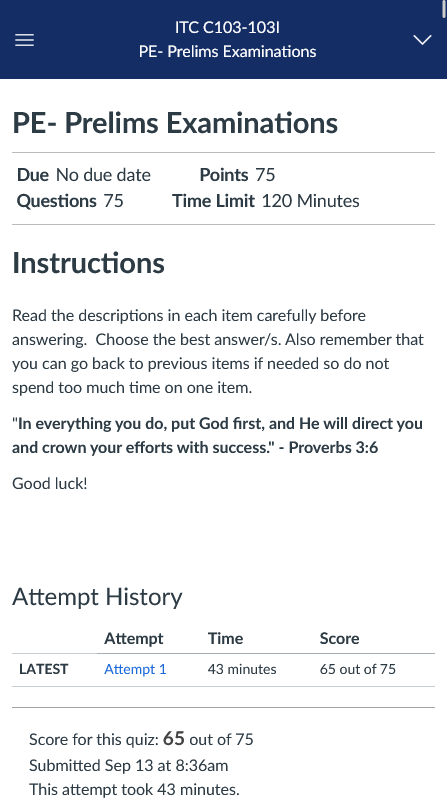 ITC C103-103I
PE- Prelims Examinations
PE- Prelims Examinations
Due No due date Points 75
Questions 75 Time Limit 120 Minutes
Instructions
Read the descriptions in each item carefully before
answering. Choose the best answer/s. Also remember that
you can go back to previous items if needed so do not
spend too much time on one item.
"In everything you do, put God first, and He will direct you
and crown your efforts with success." - Proverbs 3:6
Good luck!
Attempt History
Attempt Time Score
LATEST Attempt 1 43 minutes 65 out of 75
Score for this quiz: 65 out of 75
Submitted Sep 13 at 8:36am
This attempt took 43 minutes.